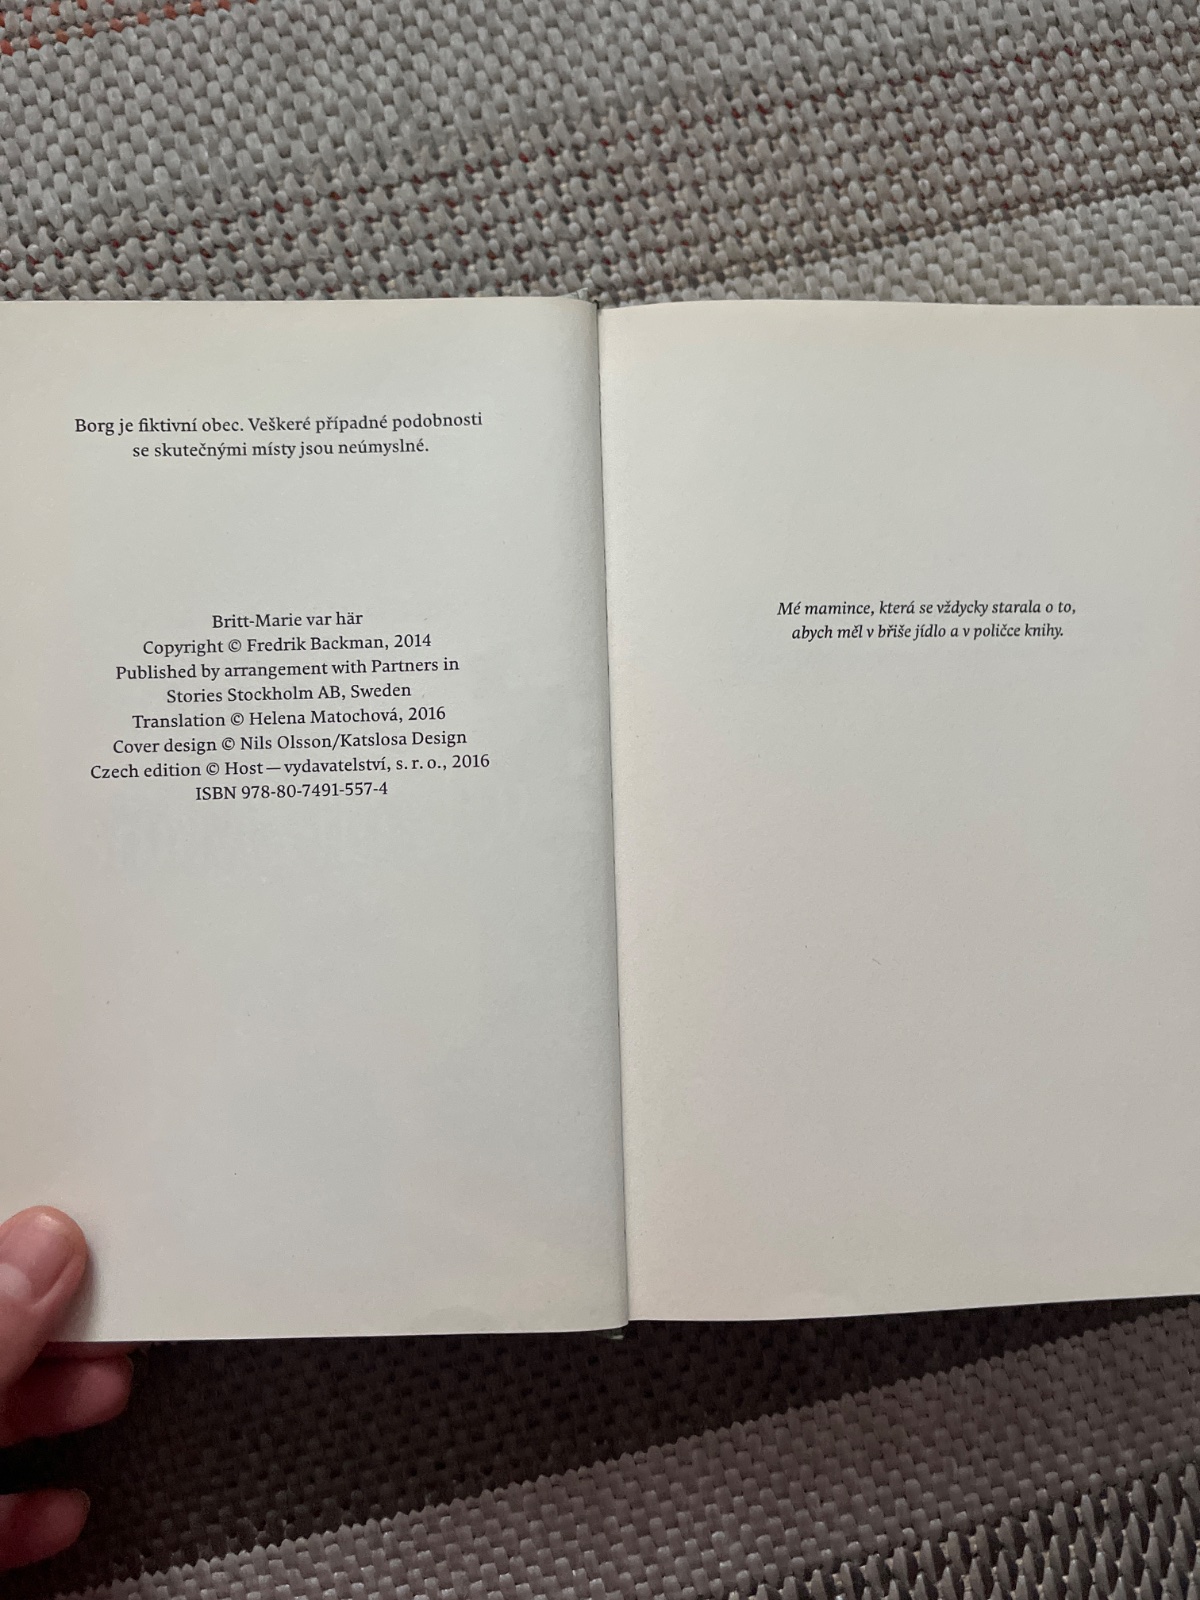 Borg je fiktivní obec. Veškeré případné podobnosti
se skutečnými místy jsou neúmyslné.
Britt-Marie var här
Copyright © Fredrik Backman, 2014
Published by arrangement with Partners in
Stories Stockholm AB, Sweden
Translation © Helena Matochová, 2016
Cover design © Nils Olsson/Katslosa Design
Czech edition © Host — vydavatelství, s. r. o., 2016
ISBN 978-80-7491-557-4
Mé mamince, která se vždycky starala o to,
abych měl v břiše jídlo a v poličce knihy.